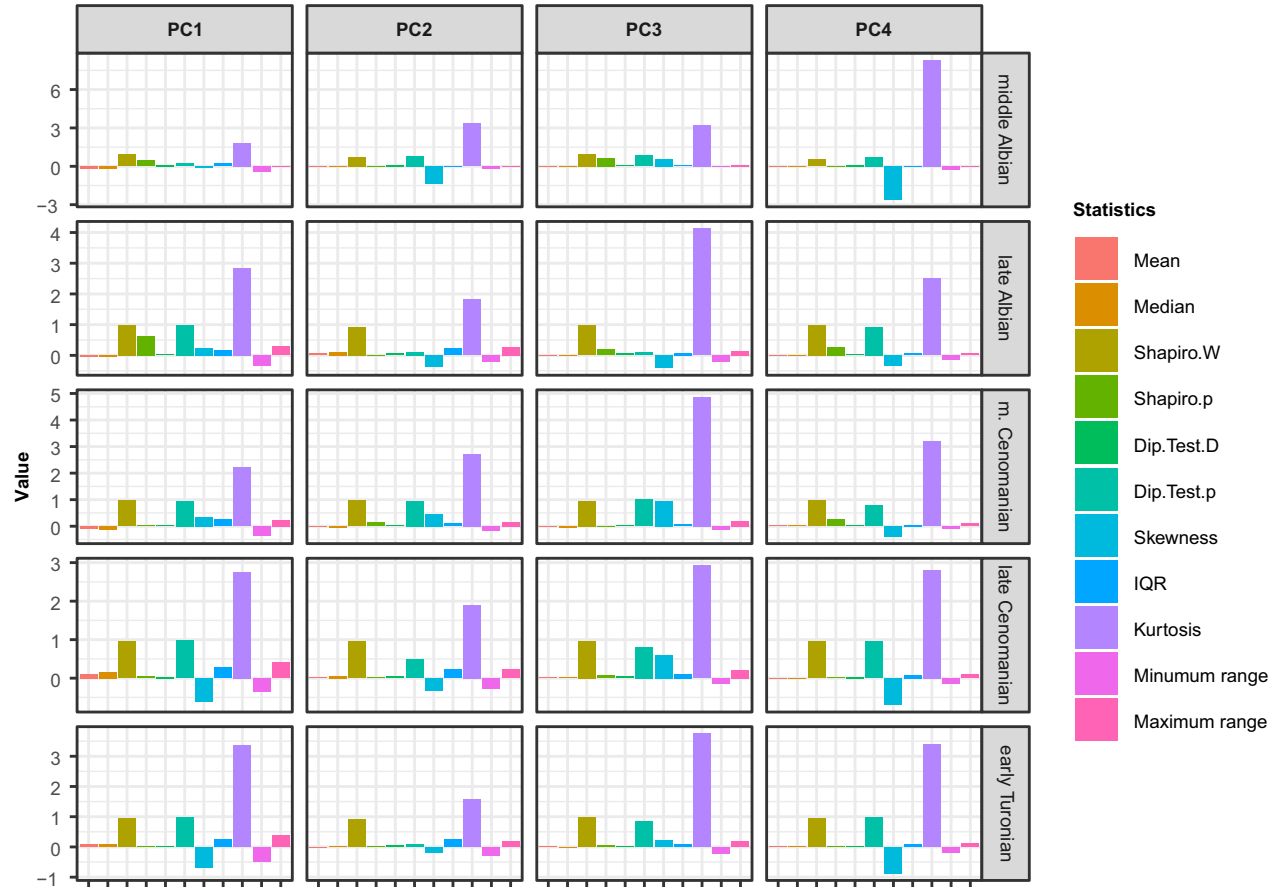 PC1 PC2 PC3 PC4
6
3
0
−3
middle Albian
4
3
2
1
0
late Albian
5
4
3
2
1
0
m. Cenomanian
3
2
1
0
late Cenomanian
3
2
1
0
−1
early Turonian
Value
Statistics
Mean
Median
Shapiro.W
Shapiro.p
Dip.Test.D
Dip.Test.p
Skewness
IQR
Kurtosis
Minumum range
Maximum range